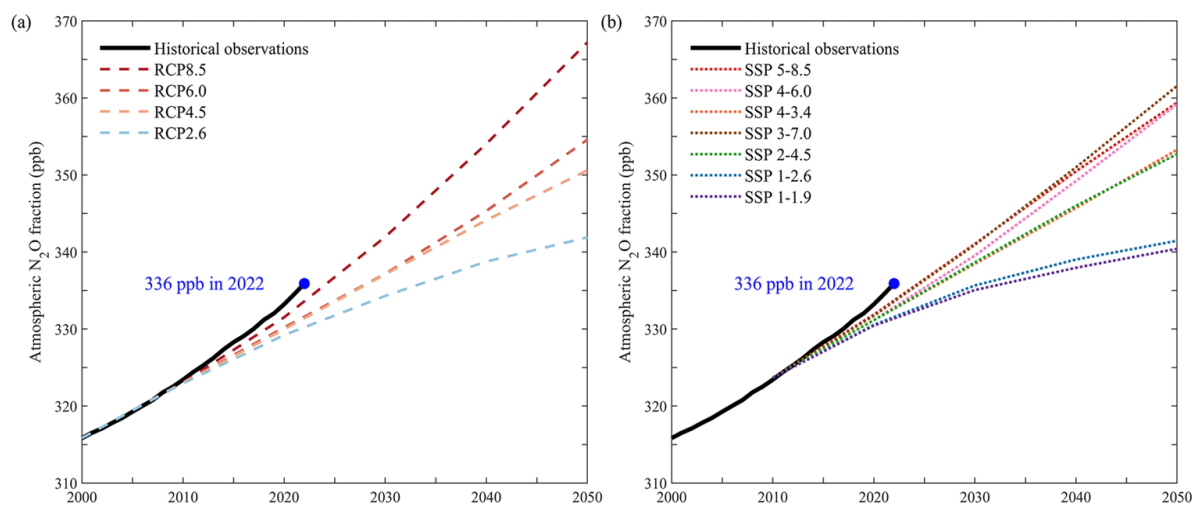 (a)
Atmospheric N₂O fraction (ppb)
370
360
350
340
330
320
310
2000
2010
2020
2030
2040
2050
Historical observations
RCP8.5
RCP6.0
RCP4.5
RCP2.6
336 ppb in 2022
(b)
Atmospheric N₂O fraction (ppb)
370
360
350
340
330
320
310
2000
2010
2020
2030
2040
2050
Historical observations
SSP 5-8.5
SSP 4-6.0
SSP 4-3.4
SSP 3-7.0
SSP 2-4.5
SSP 1-2.6
SSP 1-1.9
336 ppb in 2022